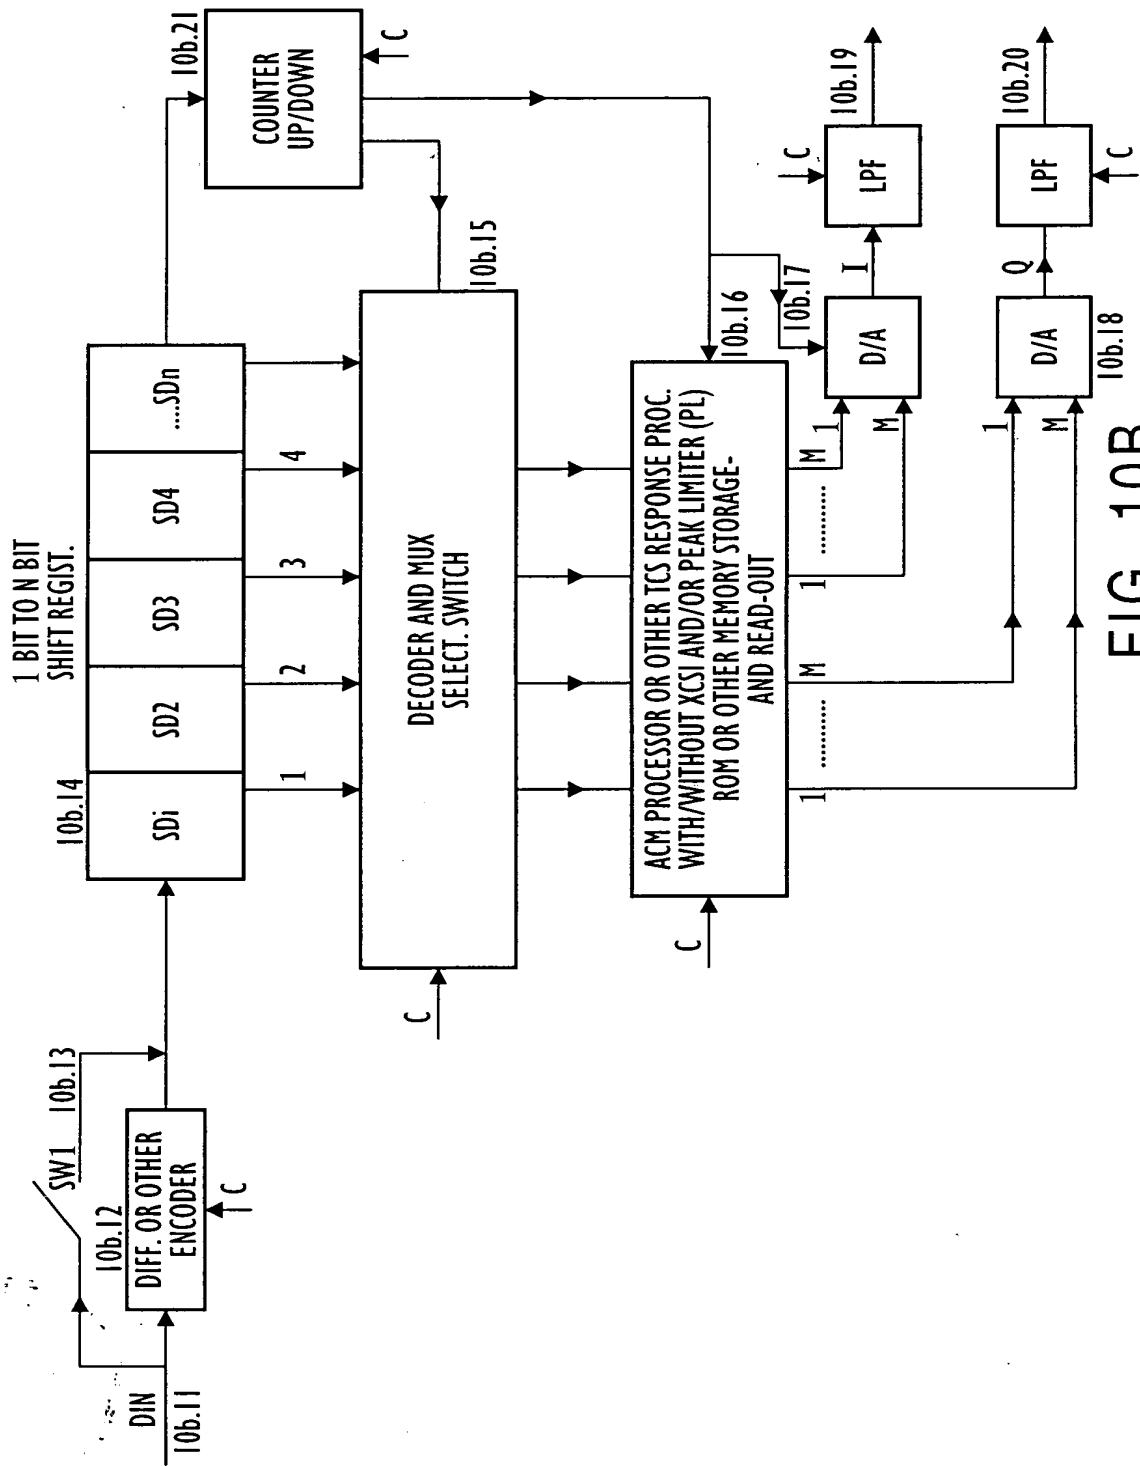 DIN
10b.11
SW1 10b.13
10b.12
DIFF. OR OTHER
ENCODER
C
1 BIT TO N BIT
SHIFT REGIST.
10b.14
SDi
SD2
SD3
SD4
.....SDn
10b.21
COUNTER
UP/DOWN
C
1
2
3
4
C
DECODER AND MUX
SELECT. SWITCH
10b.15
C
ACM PROCESSOR OR OTHER TCS RESPONSE PROC.
WITH/WITHOUT XCSI AND/OR PEAK LIMITER (PL)
ROM OR OTHER MEMORY STORAGE-
AND READ-OUT
10b.16
10b.17
1 .......... M
1 .......... M
1
M
D/A
I
C
LPF
10b.19
1
M
D/A
10b.18
Q
LPF
C
10b.20
FIG 10B